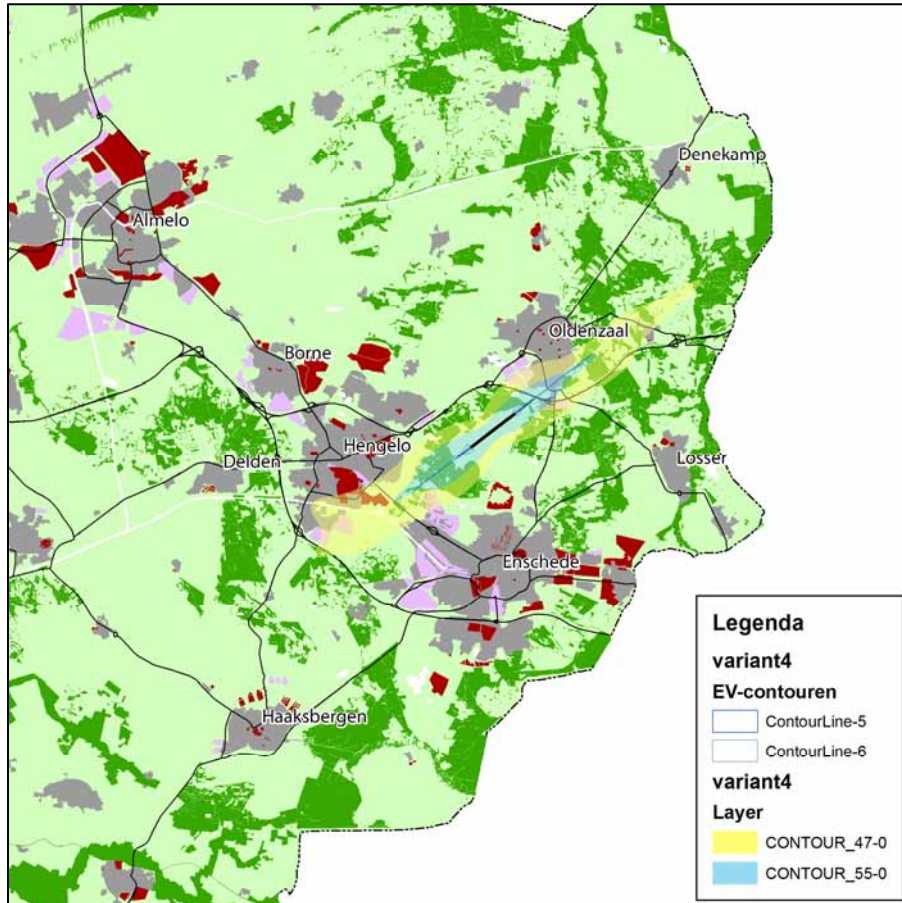 Denekamp
Almelo
Oldenzaal
Borne
Hengelo
Delden
Losser
Enschede
Haaksbergen
Legenda
variant4
EV-contouren
ContourLine-5
ContourLine-6
variant4
Layer
CONTOUR_47-0
CONTOUR_55-0